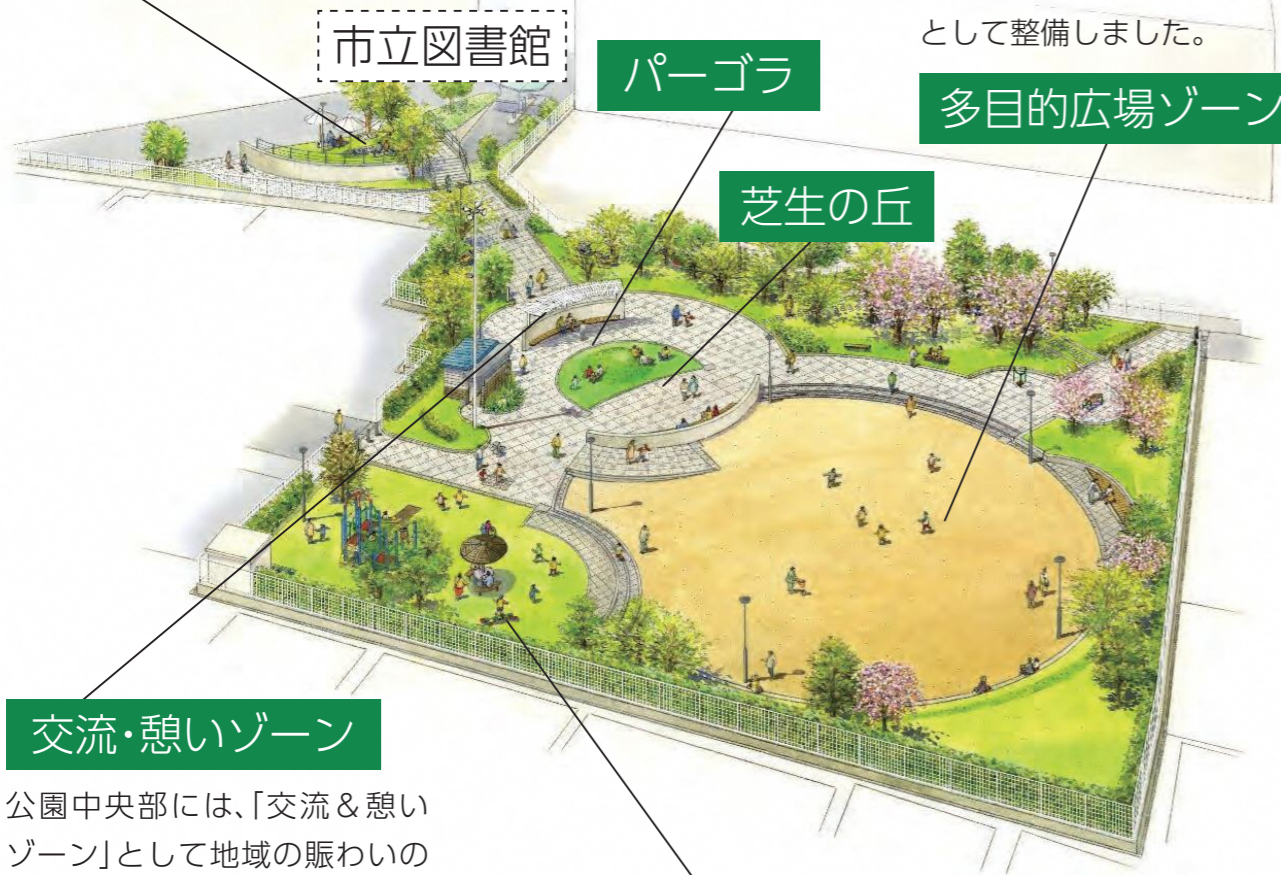 市立図書館
パーゴラ
として整備しました。
多目的広場ゾーン
芝生の丘
交流・憩いゾーン
公園中央部には、「交流＆憩い
ゾーン」として地域の賑わいの